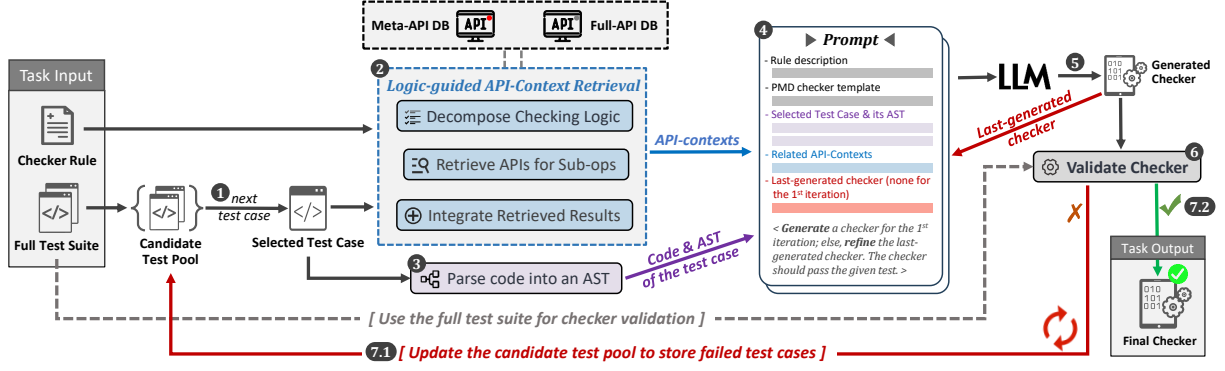 Meta-API DB
API
API
Full-API DB
Task Input
Checker Rule
Full Test Suite
Candidate
Test Pool
1
next
test case
Selected Test Case
2
Logic-guided API-Context Retrieval
Decompose Checking Logic
Retrieve APIs for Sub-ops
Integrate Retrieved Results
3
Parse code into an AST
API-contexts
Code & AST
of the test case
4
Prompt
- Rule description
- PMD checker template
- Selected Test Case & its AST
- Related API-Contexts
- Last-generated checker (none for
the 1st iteration)
< Generate a checker for the 1st
iteration; else, refine the last-
generated checker. The checker
should pass the given test. >
LLM
5
010
101
001
Generated
Checker
Last-generated
checker
6
Validate Checker
✗
✓
7.2
Task Output
010
101
001
Final Checker
[ Use the full test suite for checker validation ]
7.1
[ Update the candidate test pool to store failed test cases ]